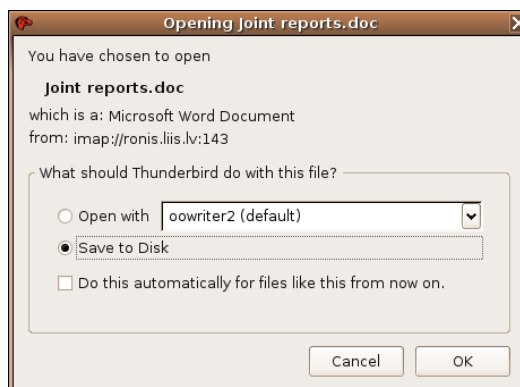 Opening Joint reports.doc
You have chosen to open
Joint reports.doc
which is a: Microsoft Word Document
from: imap://ronis.liis.lv:143
What should Thunderbird do with this file?
Open with oowriter2 (default)
Save to Disk
Do this automatically for files like this from now on.
Cancel OK